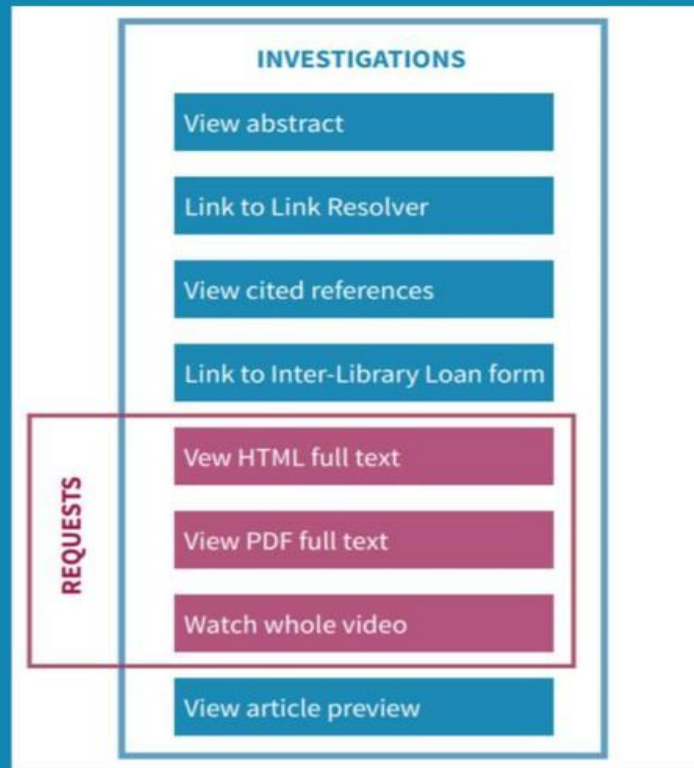 INVESTIGATIONS
View abstract
Link to Link Resolver
View cited references
Link to Inter-Library Loan form
REQUESTS
Vew HTML full text
View PDF full text
Watch whole video
View article preview